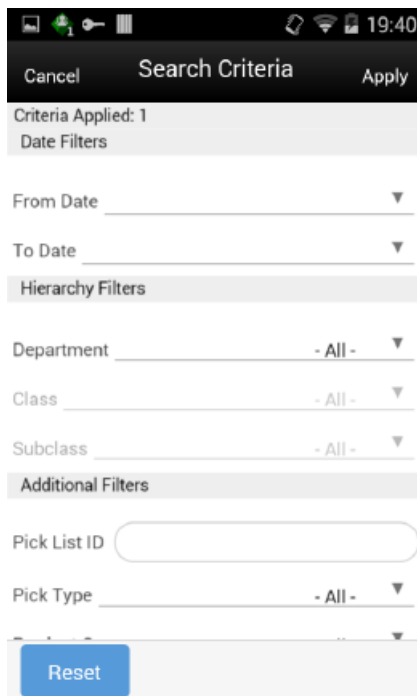 19:40
Cancel Search Criteria Apply
Criteria Applied: 1
Date Filters
From Date
To Date
Hierarchy Filters
Department - All -
Class - All -
Subclass - All -
Additional Filters
Pick List ID
Pick Type - All -
Reset